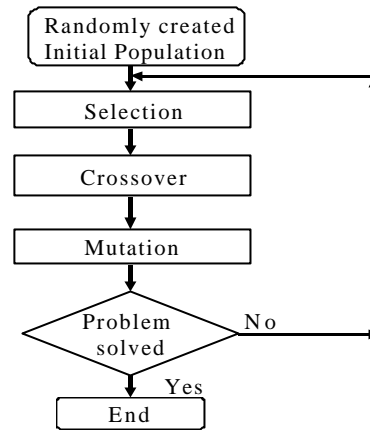 Randomly created
Initial Population
Selection
Crossover
Mutation
Problem
solved
No
Yes
End